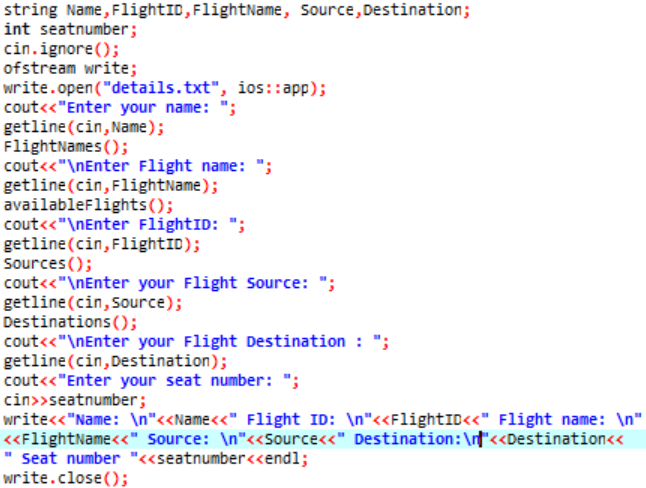 string Name,FlightID,FlightName, Source,Destination;
int seatnumber;
cin.ignore();
ofstream write;
write.open("details.txt", ios::app);
cout<<"Enter your name: ";
getline(cin,Name);
FlightNames();
cout<<"\nEnter Flight name: ";
getline(cin,FlightName);
availableFlights();
cout<<"\nEnter FlightID: ";
getline(cin,FlightID);
Sources();
cout<<"\nEnter your Flight Source: ";
getline(cin,Source);
Destinations();
cout<<"\nEnter your Flight Destination : ";
getline(cin,Destination);
cout<<"Enter your seat number: ";
cin>>seatnumber;
write<<"Name: \n"<<Name<<" Flight ID: \n"<<FlightID<<" Flight name: \n"
<<FlightName<<" Source: \n"<<Source<<" Destination:\n"<<Destination<<
" Seat number "<<seatnumber<<endl;
write.close();